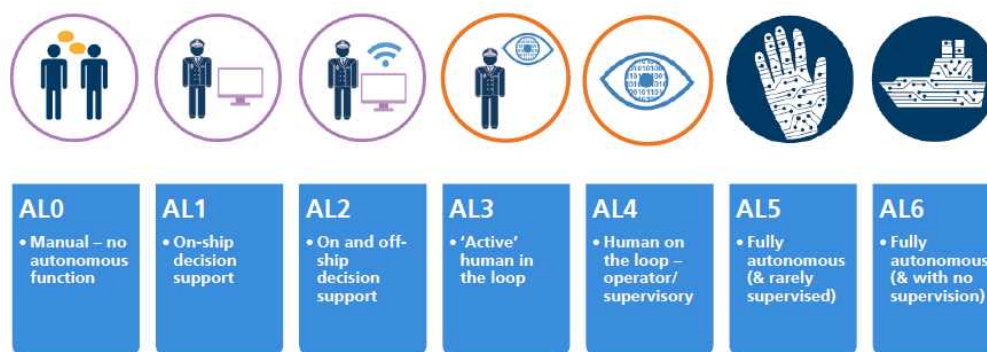 AL0
• Manual – no
autonomous
function
AL1
• On-ship
decision
support
AL2
• On and off-
ship
decision
support
AL3
• ‘Active’
human in
the loop
AL4
• Human on
the loop –
operator/
supervisory
AL5
• Fully
autonomous
(& rarely
supervised)
AL6
• Fully
autonomous
(& with no
supervision)